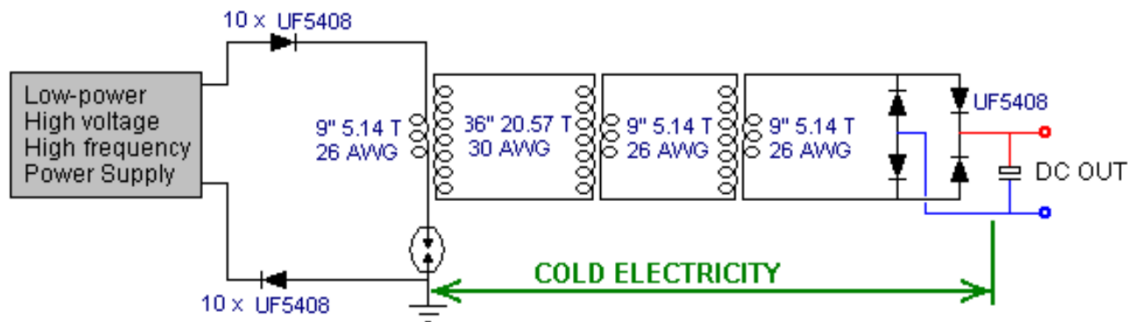 10 x UF5408
Low-power
High voltage
High frequency
Power Supply
9" 5.14 T
26 AWG
36" 20.57 T
30 AWG
9" 5.14 T
26 AWG
9" 5.14 T
26 AWG
UF5408
DC OUT
COLD ELECTRICITY
10 x UF5408